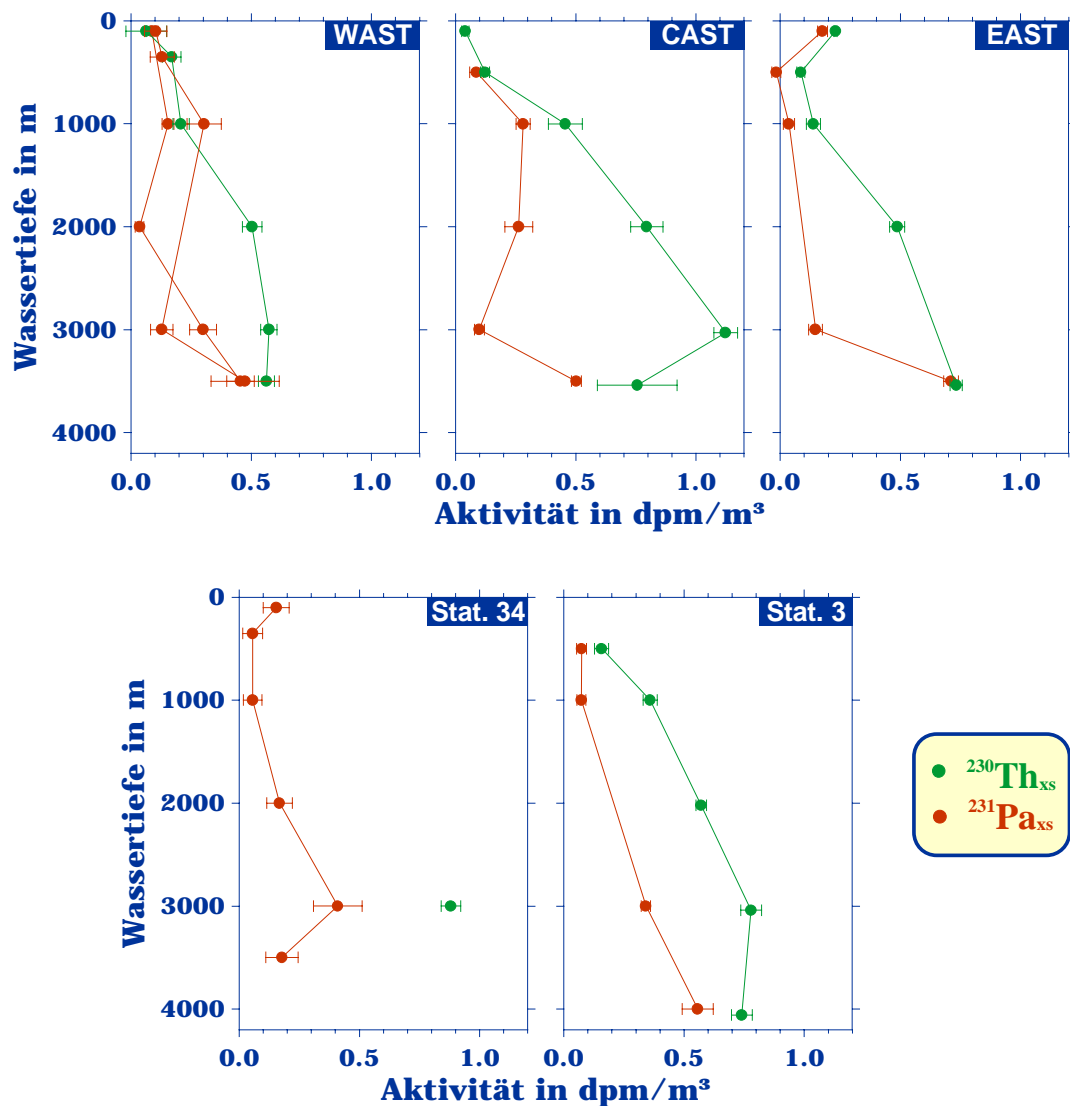 WAST
CAST
EAST
0
1000
2000
3000
4000
Wassertiefe in m
0.0 0.5 1.0 0.0 0.5 1.0 0.0 0.5 1.0
Aktivität in dpm/m³
Stat. 34
Stat. 3
0
1000
2000
3000
4000
Wassertiefe in m
0.0 0.5 1.0 0.0 0.5 1.0
Aktivität in dpm/m³
²³⁰Thxs
²³¹Paxs